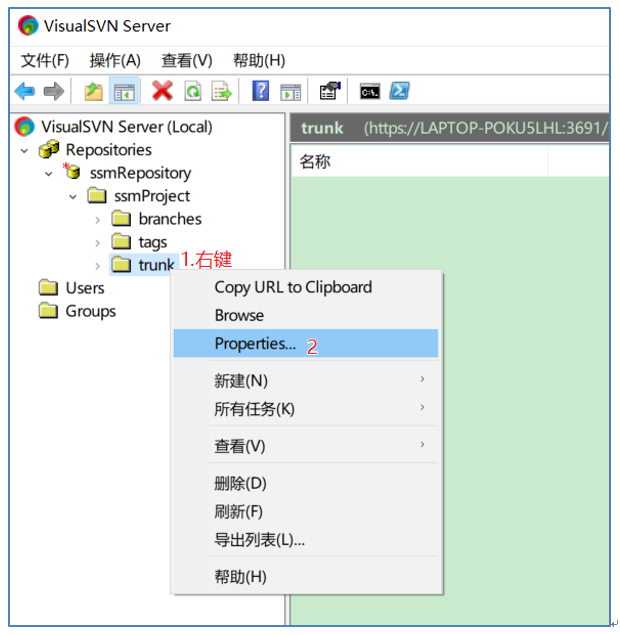 VisualSVN Server
文件(F) 操作(A) 查看(V) 帮助(H)
C:\.
VisualSVN Server (Local)
Repositories
ssmRepository
ssmProject
branches
tags
trunk
Users
Groups
trunk (https://LAPTOP-POKU5LHL:3691/
名称
1.右键
Copy URL to Clipboard
Browse
Properties... 2
新建(N)
所有任务(K)
查看(V)
删除(D)
刷新(F)
导出列表(L)...
帮助(H)